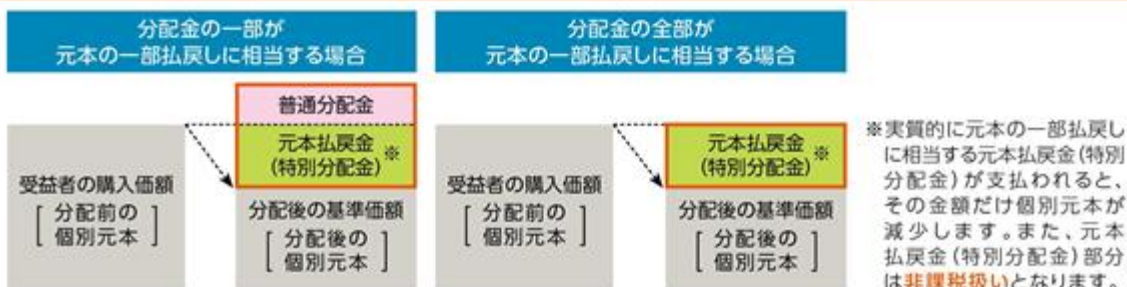 分配金の一部が
元本の一部払戻しに相当する場合
普通分配金
元本払戻金
(特別分配金)
※
受益者の購入価額
[ 分配前の
個別元本 ]
分配後の基準価額
[ 分配後の
個別元本 ]
分配金の全部が
元本の一部払戻しに相当する場合
元本払戻金
(特別分配金)
※
受益者の購入価額
[ 分配前の
個別元本 ]
分配後の基準価額
[ 分配後の
個別元本 ]
※実質的に元本の一部払戻し
に相当する元本払戻金(特別
分配金)が支払われると、
その金額だけ個別元本が
減少します。また、元本
払戻金(特別分配金)部分
は非課税扱いとなります。